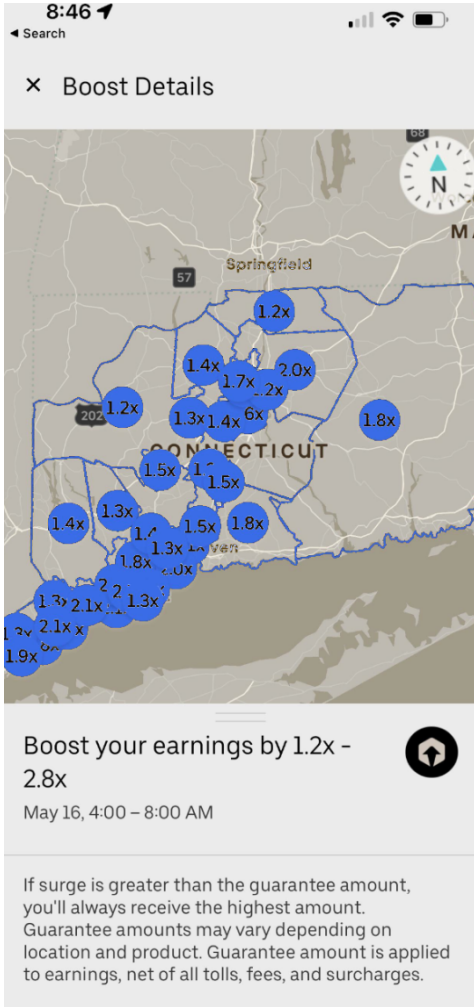 8:46
◀ Search
✕ Boost Details
68
N
MA
Springfield
57
1.2x
1.4x
2.0x
1.7x
1.2x
202
1.3x
1.4x
1.8x
CONNECTICUT
1.5x
1.5x
1.4x
1.3x
1.5x
1.8x
1.3x
1.8x
2.1x
1.3x
2.1x
1.9x
Boost your earnings by 1.2x -
2.8x
May 16, 4:00 – 8:00 AM
If surge is greater than the guarantee amount,
you'll always receive the highest amount.
Guarantee amounts may vary depending on
location and product. Guarantee amount is applied
to earnings, net of all tolls, fees, and surcharges.